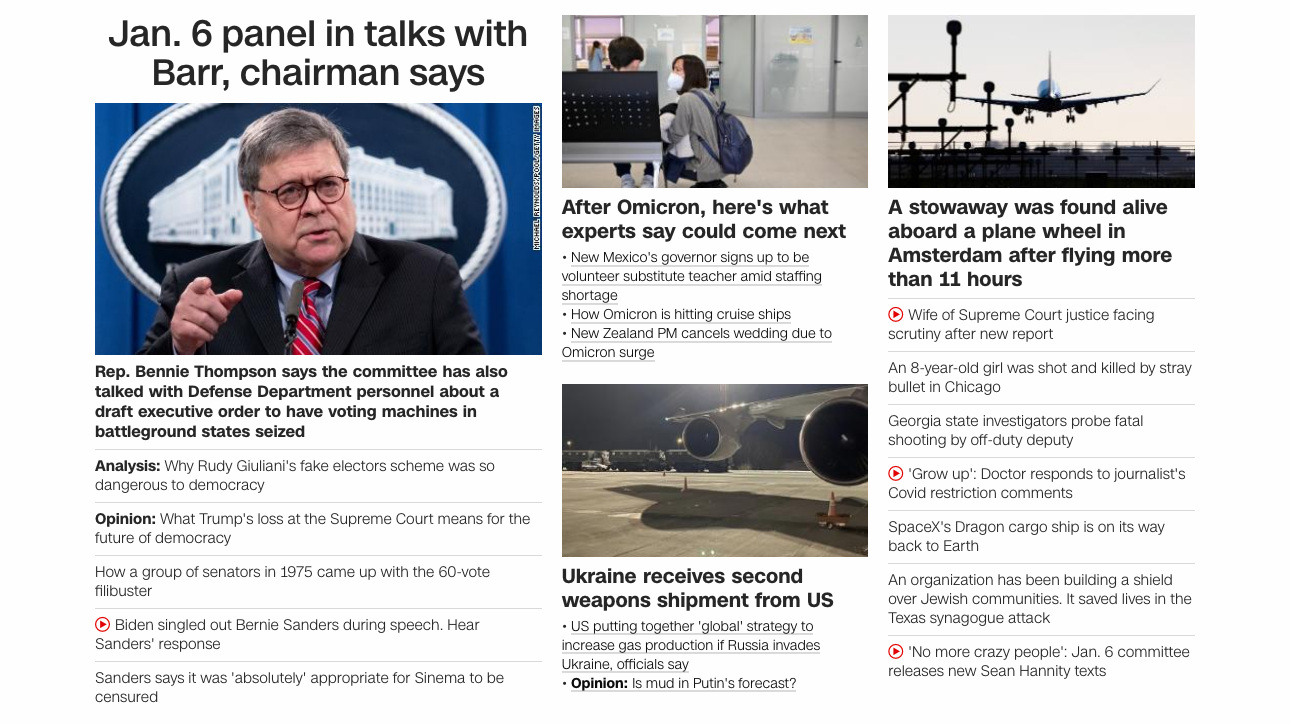 Jan. 6 panel in talks with
Barr, chairman says
MICHAEL REYNOLDS/POOL/GETTY IMAGES
Rep. Bennie Thompson says the committee has also
talked with Defense Department personnel about a
draft executive order to have voting machines in
battleground states seized
Analysis: Why Rudy Giuliani's fake electors scheme was so
dangerous to democracy
Opinion: What Trump's loss at the Supreme Court means for the
future of democracy
How a group of senators in 1975 came up with the 60-vote
filibuster
Biden singled out Bernie Sanders during speech. Hear
Sanders' response
Sanders says it was 'absolutely' appropriate for Sinema to be
censured
After Omicron, here's what
experts say could come next
• New Mexico's governor signs up to be
volunteer substitute teacher amid staffing
shortage
• How Omicron is hitting cruise ships
• New Zealand PM cancels wedding due to
Omicron surge
Ukraine receives second
weapons shipment from US
• US putting together 'global' strategy to
increase gas production if Russia invades
Ukraine, officials say
• Opinion: Is mud in Putin's forecast?
A stowaway was found alive
aboard a plane wheel in
Amsterdam after flying more
than 11 hours
Wife of Supreme Court justice facing
scrutiny after new report
An 8-year-old girl was shot and killed by stray
bullet in Chicago
Georgia state investigators probe fatal
shooting by off-duty deputy
'Grow up': Doctor responds to journalist's
Covid restriction comments
SpaceX's Dragon cargo ship is on its way
back to Earth
An organization has been building a shield
over Jewish communities. It saved lives in the
Texas synagogue attack
'No more crazy people': Jan. 6 committee
releases new Sean Hannity texts